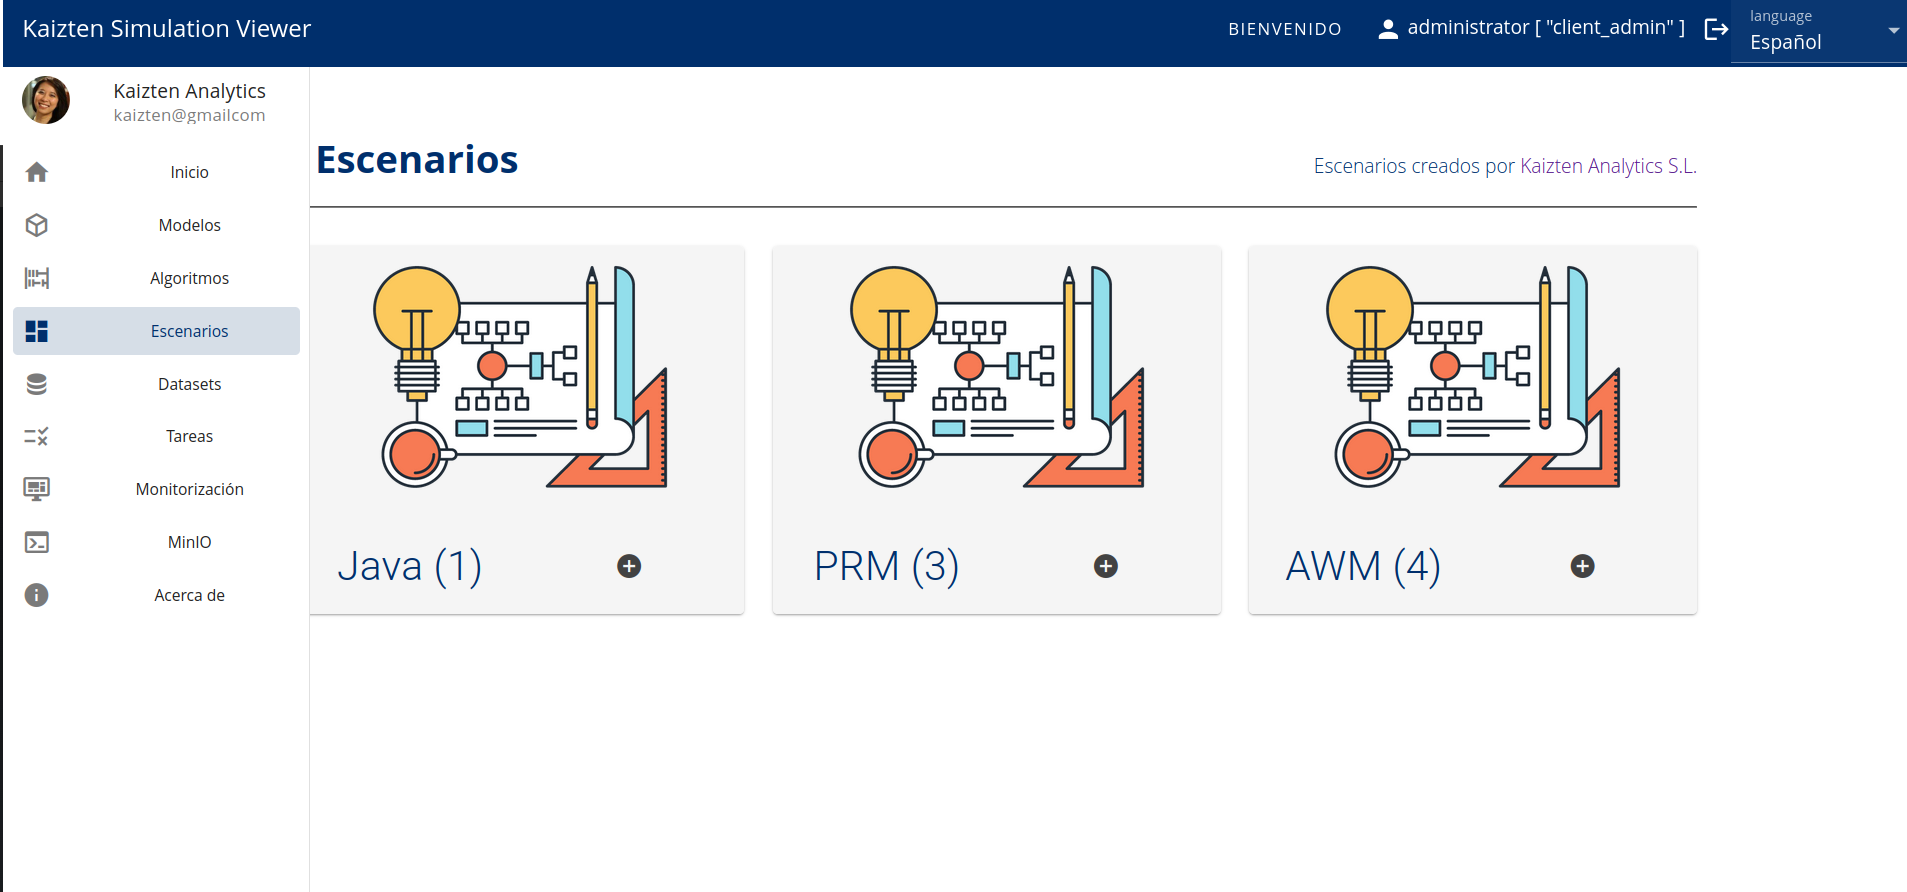 Kaizten Simulation Viewer
BIENVENIDO
administrator [ "client_admin" ]
language
Español
Kaizten Analytics
kaizten@gmailcom
Inicio
Modelos
Algoritmos
Escenarios
Datasets
Tareas
Monitorización
MinIO
Acerca de
Escenarios
Escenarios creados por Kaizten Analytics S.L.
Java (1)
PRM (3)
AWM (4)